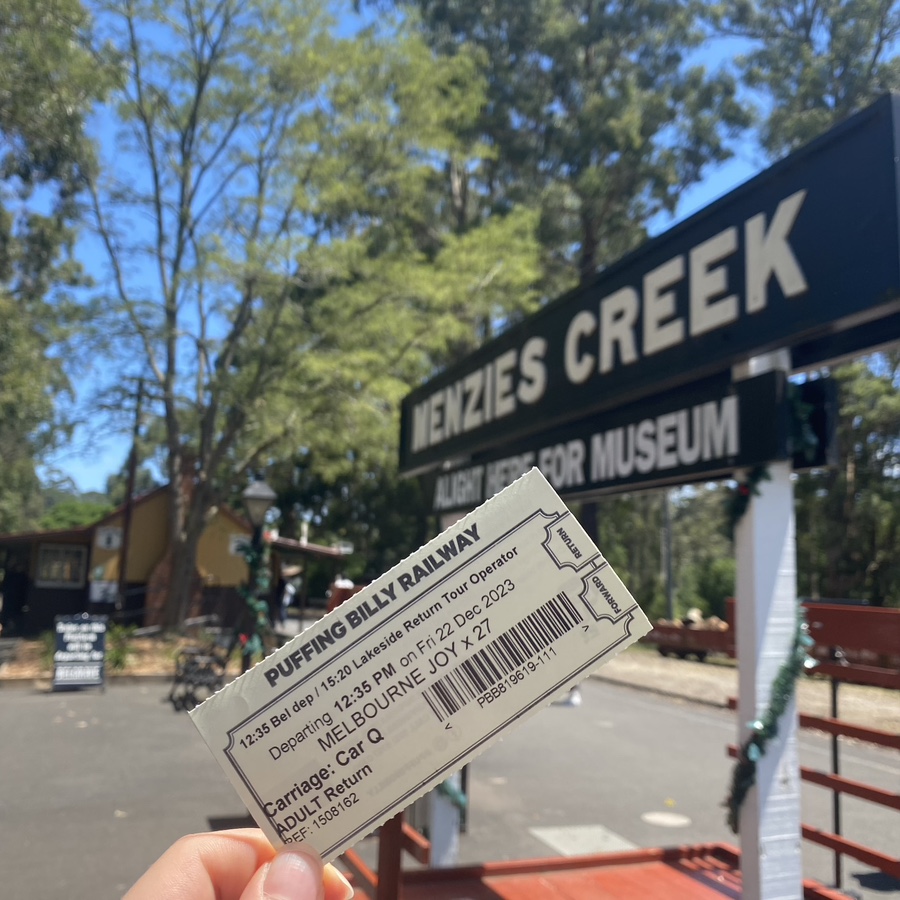 MENZIES CREEK
ALIGHT HERE FOR MUSEUM
PUFFING BILLY RAILWAY
12:35 Bel dep / 15:20 Lakeside Return Tour Operator
Departing 12:35 PM on Fri 22 Dec 2023
MELBOURNE JOY x 27
Carriage: Car Q
ADULT Return
REF: 1508162
< >
PBB819619-111
RETURN
FORWARD